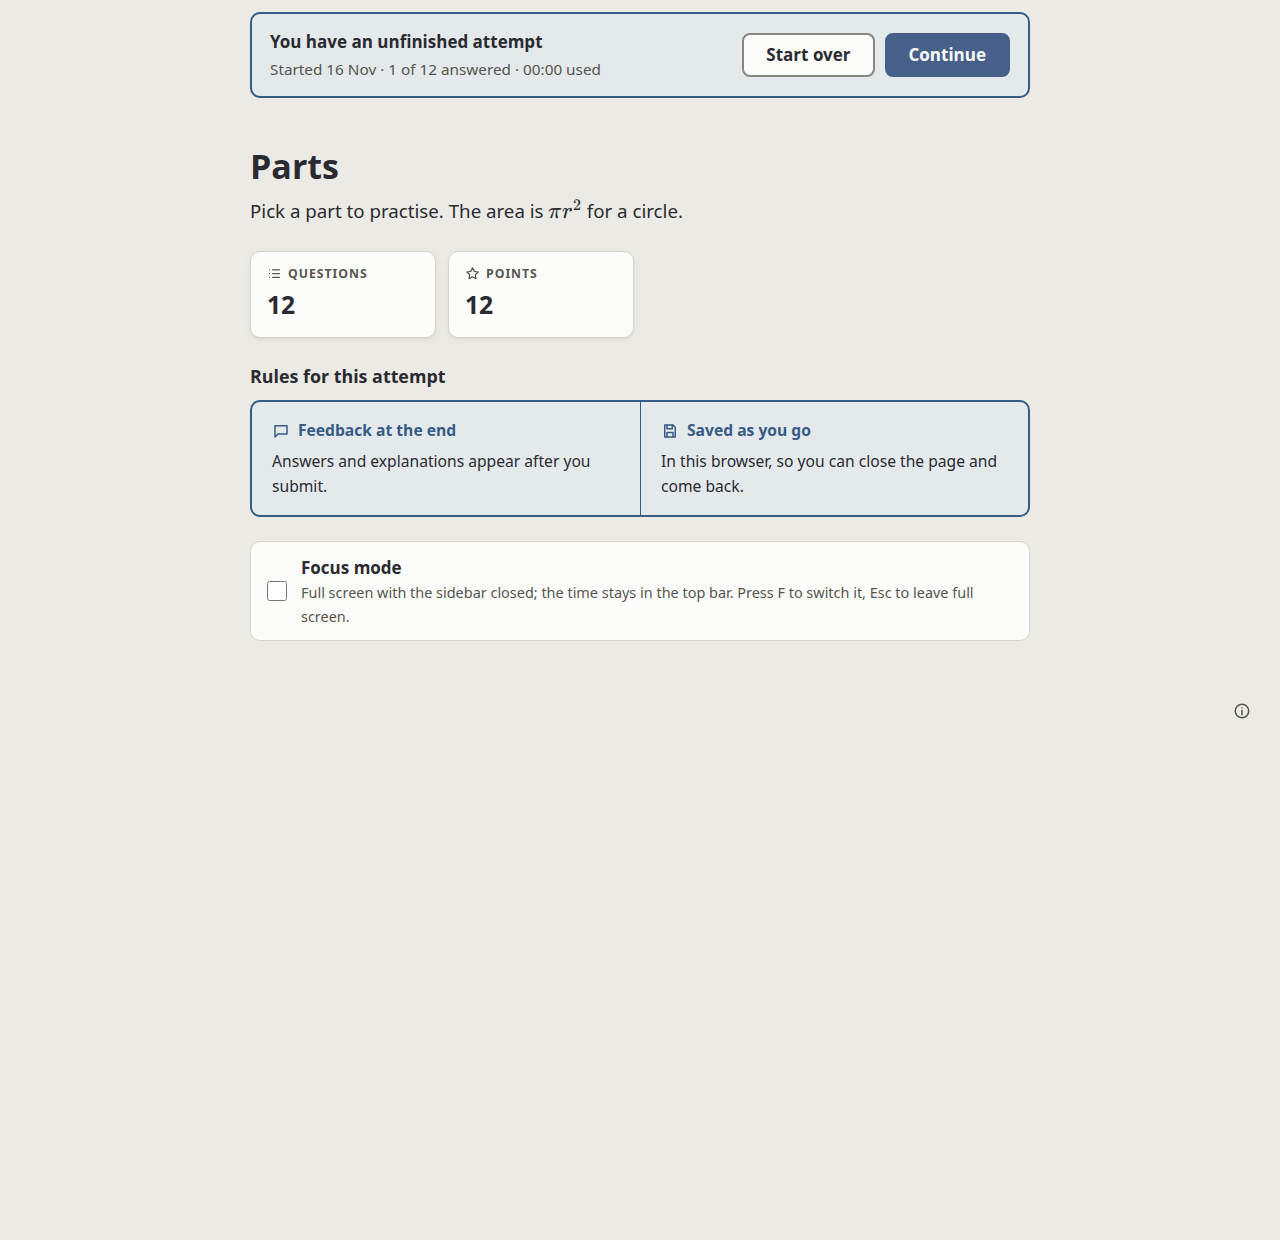 You have an unfinished attempt
Started 16 Nov · 1 of 12 answered · 00:00 used
Start over
Continue
Parts
Pick a part to practise. The area is πr² for a circle.
QUESTIONS
12
POINTS
12
Rules for this attempt
Feedback at the end
Answers and explanations appear after you
submit.
Saved as you go
In this browser, so you can close the page and
come back.
Focus mode
Full screen with the sidebar closed; the time stays in the top bar. Press F to switch it, Esc to leave full
screen.